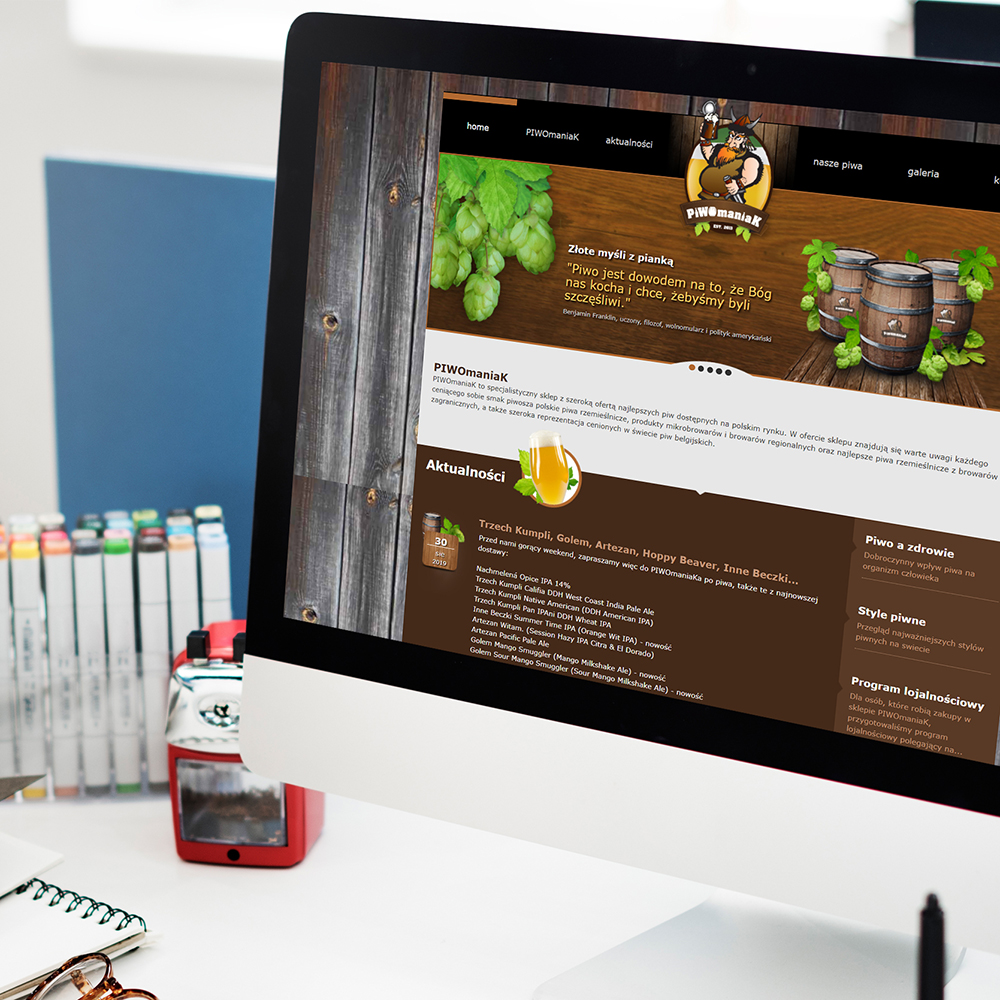 home
PIWOmaniaK
aktualności
nasze piwa
galeria
PiWOmaniaK
EST. 2013
Złote myśli z pianką
"Piwo jest dowodem na to, że Bóg
nas kocha i chce, żebyśmy byli
szczęśliwi."
Benjamin Franklin, uczony, filozof, wolnomularz i polityk amerykański
PIWOmaniaK
PIWOmaniaK to specjalistyczny sklep z szeroką ofertą najlepszych piw dostępnych na polskim rynku. W ofercie sklepu znajdują się warte uwagi każdego
ceniącego sobie smak piwosza polskie piwa rzemieślnicze, produkty mikrobrowarów i browarów regionalnych oraz najlepsze piwa rzemieślnicze z browarów
zagranicznych, a także szeroka reprezentacja cenionych w świecie piw belgijskich.
Aktualności
30
sie
2019
Trzech Kumpli, Golem, Artezan, Hoppy Beaver, Inne Beczki...
Przed nami gorący weekend, zapraszamy więc do PIWOmaniaKa po piwa, także te z najnowszej
dostawy:
Nachmelená Opice IPA 14%
Trzech Kumpli Califia DDH West Coast India Pale Ale
Trzech Kumpli Native American (DDH American IPA)
Trzech Kumpli Pan IPAni DDH Wheat IPA
Inne Beczki Summer Time IPA (Orange Wit IPA) - nowość
Artezan Witam. (Session Hazy IPA Citra & El Dorado)
Artezan Pacific Pale Ale
Golem Mango Smuggler (Mango Milkshake Ale) - nowość
Golem Sour Mango Smuggler (Sour Mango Milkshake Ale) - nowość
Piwo a zdrowie
Dobroczynny wpływ piwa na
organizm człowieka
Style piwne
Przegląd najważniejszych stylów
piwnych na swiecie
Program lojalnościowy
Dla osób, które robią zakupy w
sklepie PIWOmaniaK,
przygotowaliśmy program
lojalnościowy polegający na...